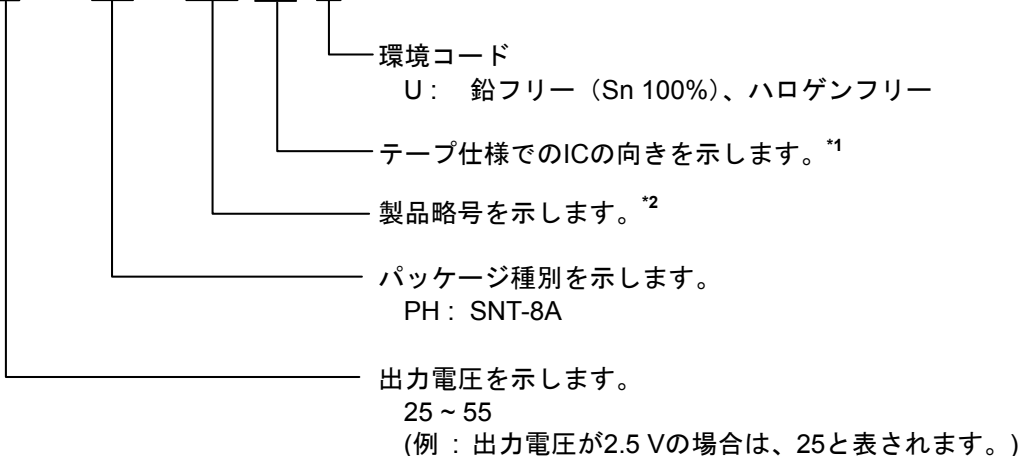 環境コード
U : 鉛フリー（Sn 100%）、ハロゲンフリー
テープ仕様でのICの向きを示します。*1
製品略号を示します。*2
パッケージ種別を示します。
PH : SNT-8A
出力電圧を示します。
25 ~ 55
(例 : 出力電圧が2.5 Vの場合は、25と表されます。)